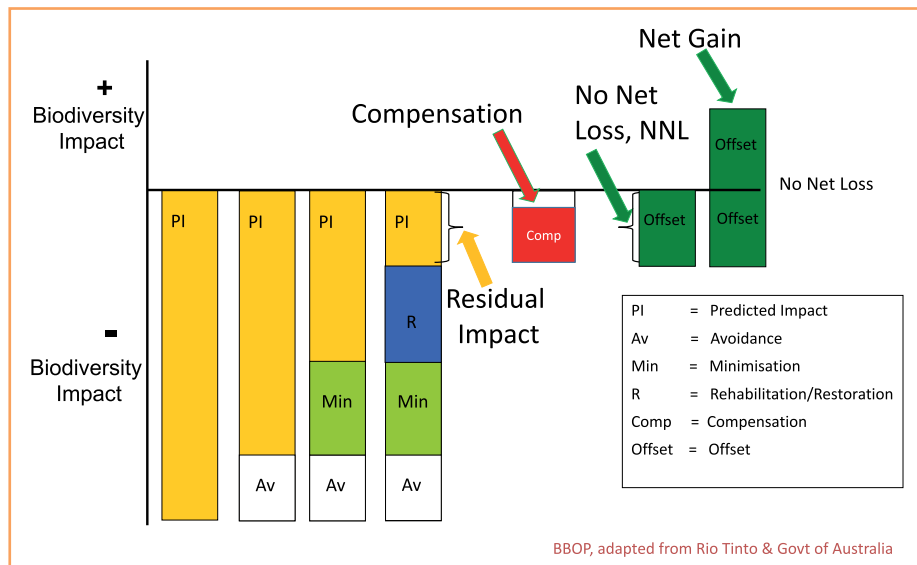 Net Gain
+
Biodiversity
Impact
Compensation
No Net
Loss, NNL
Offset
No Net Loss
PI
PI
PI
PI
Comp
Offset
Offset
Residual
Impact
R
-
Biodiversity
Impact
Min
Min
Av
Av
Av
PI = Predicted Impact
Av = Avoidance
Min = Minimisation
R = Rehabilitation/Restoration
Comp = Compensation
Offset = Offset
BBOP, adapted from Rio Tinto & Govt of Australia